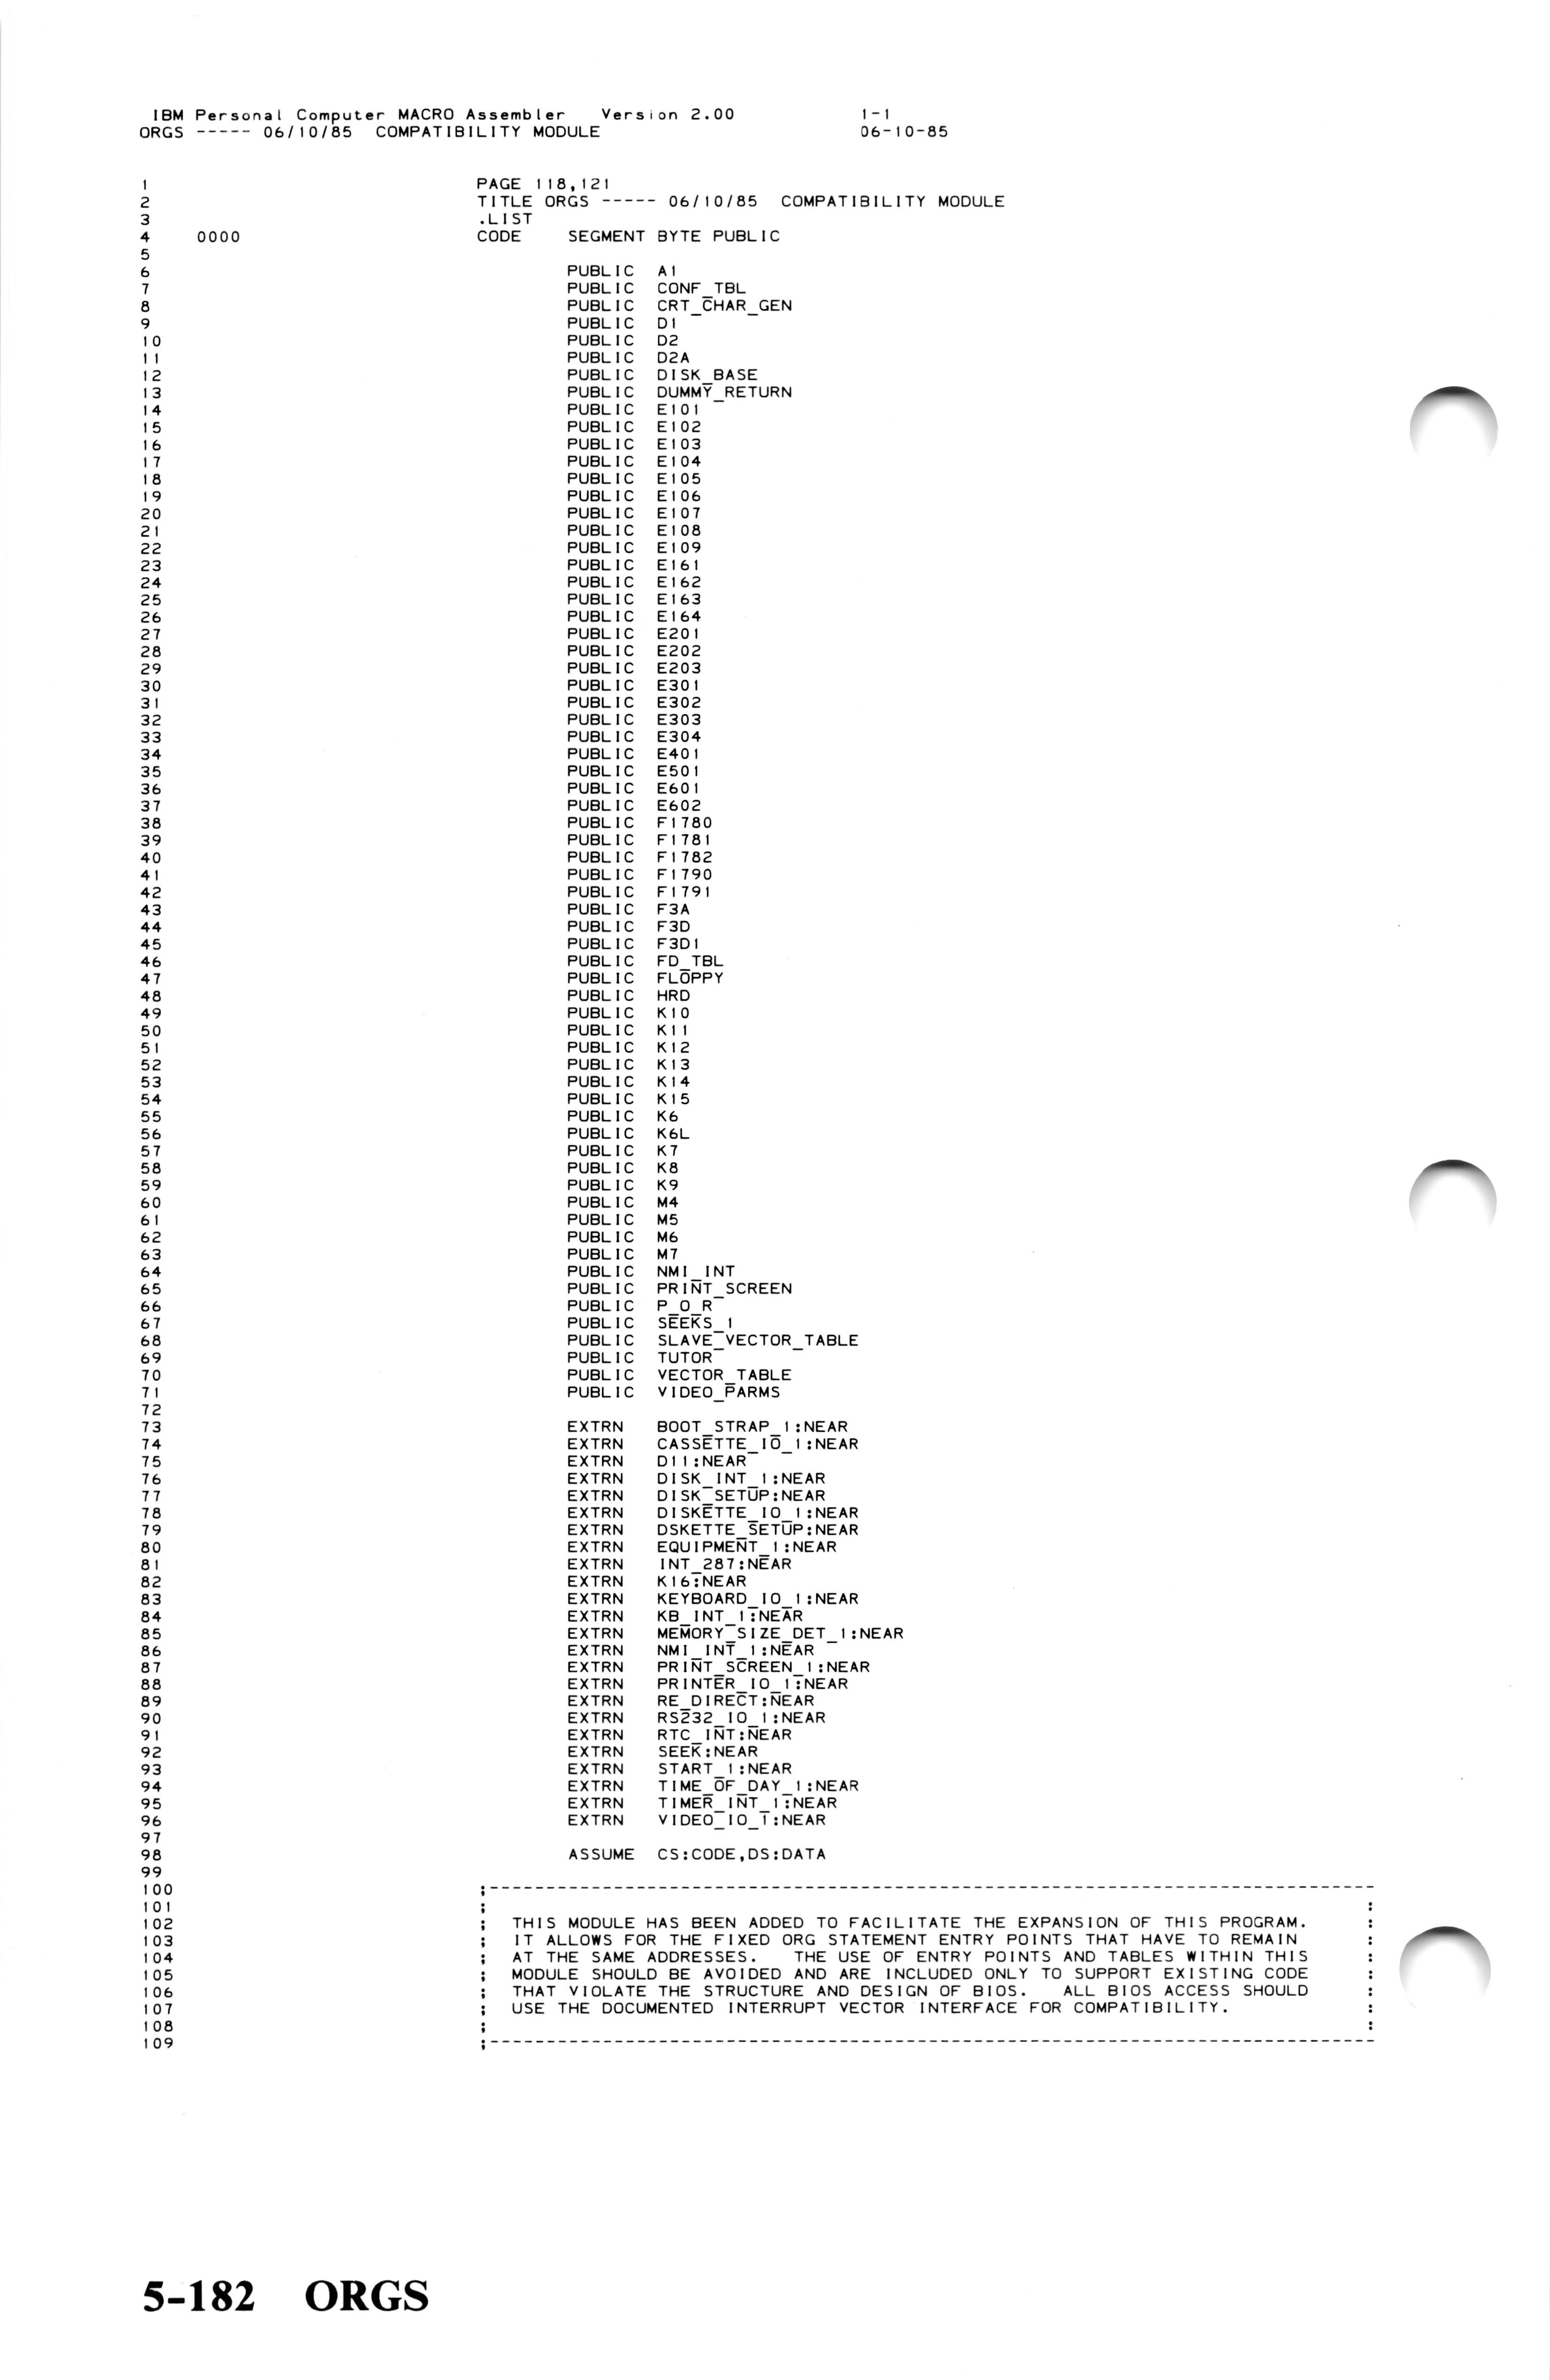 IBM Personal Computer MACRO Assembler   Version 2.00   1-1
ORGS ----- 06/10/85  COMPATIBILITY MODULE   06-10-85
1   PAGE 118,121
2   TITLE ORGS ----- 06/10/85  COMPATIBILITY MODULE
3   .LIST
4   0000   CODE   SEGMENT BYTE PUBLIC
5
6   PUBLIC  A1
7   PUBLIC  CONF_TBL
8   PUBLIC  CRT_CHAR_GEN
9   PUBLIC  D1
10   PUBLIC  D2
11   PUBLIC  D2A
12   PUBLIC  DISK_BASE
13   PUBLIC  DUMMY_RETURN
14   PUBLIC  E101
15   PUBLIC  E102
16   PUBLIC  E103
17   PUBLIC  E104
18   PUBLIC  E105
19   PUBLIC  E106
20   PUBLIC  E107
21   PUBLIC  E108
22   PUBLIC  E109
23   PUBLIC  E161
24   PUBLIC  E162
25   PUBLIC  E163
26   PUBLIC  E164
27   PUBLIC  E201
28   PUBLIC  E202
29   PUBLIC  E203
30   PUBLIC  E301
31   PUBLIC  E302
32   PUBLIC  E303
33   PUBLIC  E304
34   PUBLIC  E401
35   PUBLIC  E501
36   PUBLIC  E601
37   PUBLIC  E602
38   PUBLIC  F1780
39   PUBLIC  F1781
40   PUBLIC  F1782
41   PUBLIC  F1790
42   PUBLIC  F1791
43   PUBLIC  F3A
44   PUBLIC  F3D
45   PUBLIC  F3D1
46   PUBLIC  FD_TBL
47   PUBLIC  FLOPPY
48   PUBLIC  HRD
49   PUBLIC  K10
50   PUBLIC  K11
51   PUBLIC  K12
52   PUBLIC  K13
53   PUBLIC  K14
54   PUBLIC  K15
55   PUBLIC  K6
56   PUBLIC  K6L
57   PUBLIC  K7
58   PUBLIC  K8
59   PUBLIC  K9
60   PUBLIC  M4
61   PUBLIC  M5
62   PUBLIC  M6
63   PUBLIC  M7
64   PUBLIC  NMI_INT
65   PUBLIC  PRINT_SCREEN
66   PUBLIC  P_O_R
67   PUBLIC  SEEKS_1
68   PUBLIC  SLAVE_VECTOR_TABLE
69   PUBLIC  TUTOR
70   PUBLIC  VECTOR_TABLE
71   PUBLIC  VIDEO_PARMS
72
73   EXTRN   BOOT_STRAP_1:NEAR
74   EXTRN   CASSETTE_IO_1:NEAR
75   EXTRN   D11:NEAR
76   EXTRN   DISK_INT_1:NEAR
77   EXTRN   DISK_SETUP:NEAR
78   EXTRN   DISKETTE_IO_1:NEAR
79   EXTRN   DSKETTE_SETUP:NEAR
80   EXTRN   EQUIPMENT_1:NEAR
81   EXTRN   INT_287:NEAR
82   EXTRN   K16:NEAR
83   EXTRN   KEYBOARD_IO_1:NEAR
84   EXTRN   KB_INT_1:NEAR
85   EXTRN   MEMORY_SIZE_DET_1:NEAR
86   EXTRN   NMI_INT_1:NEAR
87   EXTRN   PRINT_SCREEN_1:NEAR
88   EXTRN   PRINTER_IO_1:NEAR
89   EXTRN   RE_DIRECT:NEAR
90   EXTRN   RS232_IO_1:NEAR
91   EXTRN   RTC_INT:NEAR
92   EXTRN   SEEK:NEAR
93   EXTRN   START_1:NEAR
94   EXTRN   TIME_OF_DAY_1:NEAR
95   EXTRN   TIMER_INT_1:NEAR
96   EXTRN   VIDEO_IO_1:NEAR
97
98   ASSUME  CS:CODE,DS:DATA
99
100   ;-------------------------------------------------------------------------------
101   ;   :
102   ;  THIS MODULE HAS BEEN ADDED TO FACILITATE THE EXPANSION OF THIS PROGRAM.   :
103   ;  IT ALLOWS FOR THE FIXED ORG STATEMENT ENTRY POINTS THAT HAVE TO REMAIN   :
104   ;  AT THE SAME ADDRESSES.   THE USE OF ENTRY POINTS AND TABLES WITHIN THIS   :
105   ;  MODULE SHOULD BE AVOIDED AND ARE INCLUDED ONLY TO SUPPORT EXISTING CODE   :
106   ;  THAT VIOLATE THE STRUCTURE AND DESIGN OF BIOS.   ALL BIOS ACCESS SHOULD   :
107   ;  USE THE DOCUMENTED INTERRUPT VECTOR INTERFACE FOR COMPATIBILITY.   :
108   ;   :
109   ;-------------------------------------------------------------------------------
5-182   ORGS